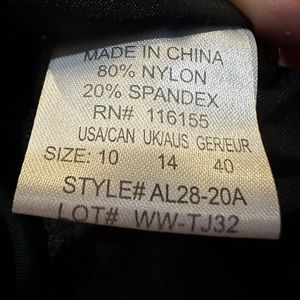 MADE IN CHINA
80% NYLON
20% SPANDEX
RN# 116155
USA/CAN UK/AUS GER/EUR
SIZE: 10 14 40
STYLE# AL28-20A
LOT# WW-TJ32